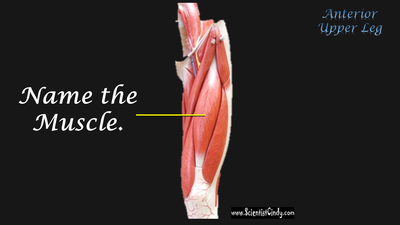 Anterior
Upper Leg
Name the
Muscle.
www.ScientistCindy.com